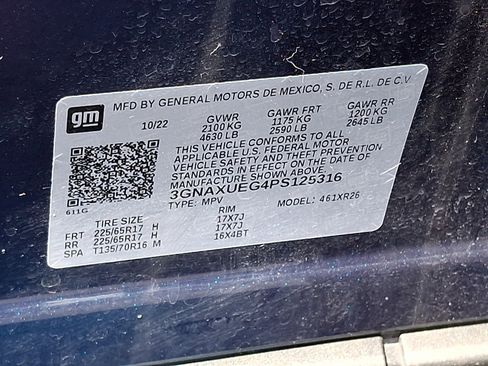 gm
MFD BY GENERAL MOTORS DE MEXICO, S. DE R.L. DE C.V.
10/22 GVWR GAWR FRT GAWR RR
2100 KG 1175 KG 1200 KG
4630 LB 2590 LB 2645 LB
THIS VEHICLE CONFORMS TO ALL
APPLICABLE U.S. FEDERAL MOTOR
VEHICLE SAFETY AND THEFT PREVENTION
STANDARDS IN EFFECT ON THE DATE OF
MANUFACTURE SHOWN ABOVE.
3GNAXUEG4PS125316
611G
TYPE: MPV MODEL: 461XR26
TIRE SIZE RIM
FRT 225/65R17 H 17X7J
RR 225/65R17 H 17X7J
SPA T135/70R16 M 16X4BT